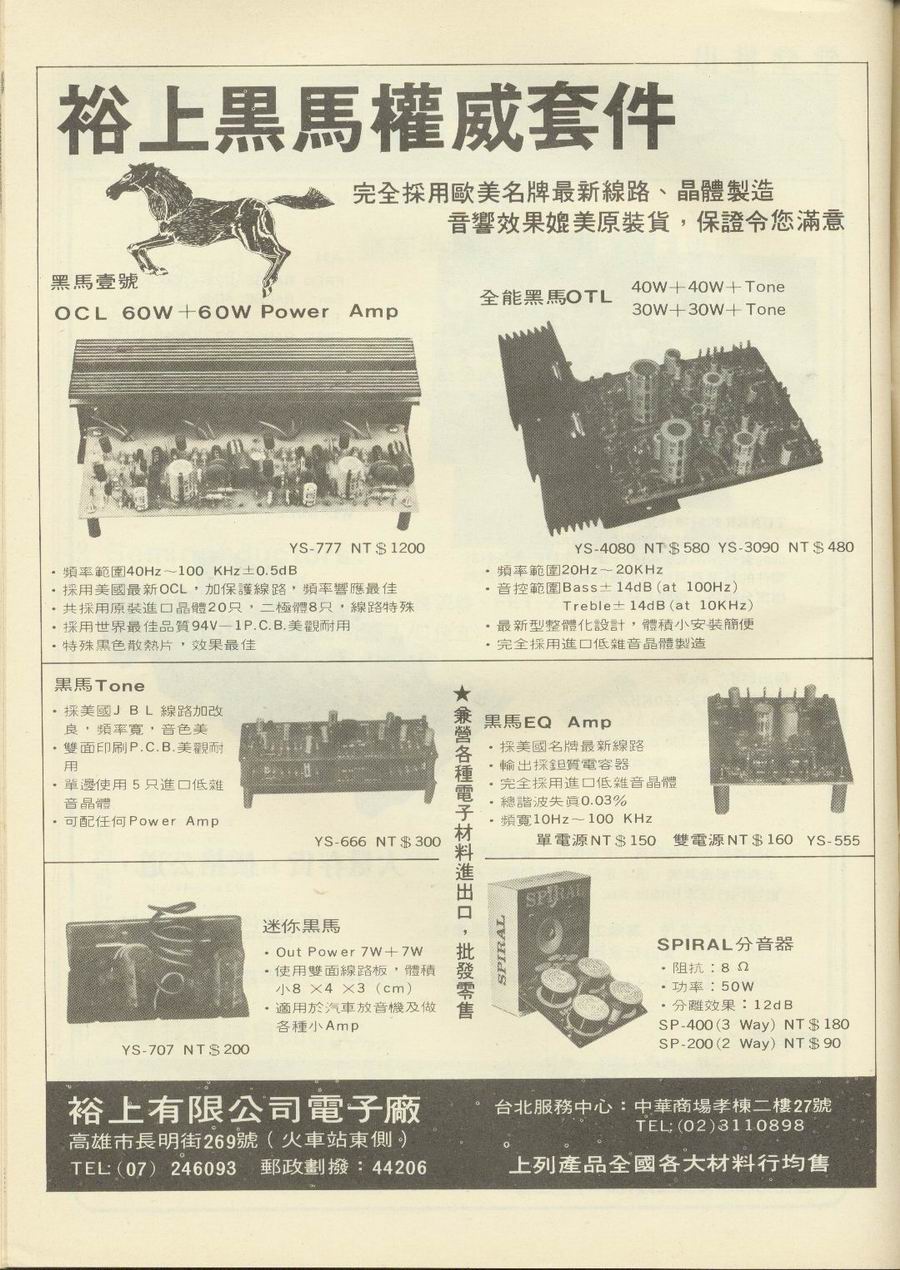 裕上黑馬權威套件
完全採用歐美名牌最新線路、晶體製造
音響效果媲美原裝貨，保證令您滿意
黑馬壹號
OCL 60W＋60W Power Amp
YS-777 NT＄1200
・頻率範圍40Hz～100 KHz±0.5dB
・採用美國最新OCL，加保護線路，頻率響應最佳
・共採用原裝進口晶體20只，二極體8只，線路特殊
・採用世界最佳品質94V—1P.C.B.美觀耐用
・特殊黑色散熱片，效果最佳
全能黑馬OTL
40W＋40W＋Tone
30W＋30W＋Tone
YS-4080 NT＄580 YS-3090 NT＄480
・頻率範圍20Hz～20KHz
・音控範圍Bass±14dB(at 100Hz)
Treble±14dB(at 10KHz)
・最新型整體化設計，體積小安裝簡便
・完全採用進口低雜音晶體製造
黑馬Tone
・採美國JBL線路加改
良，頻率寬，音色美
・雙面印刷P.C.B.美觀耐
用
・單邊使用5只進口低雜
音晶體
・可配任何Power Amp
YS-666 NT＄300
★兼營各種電子材料進出口，批發零售
黑馬EQ Amp
・採美國名牌最新線路
・輸出採鉭質電容器
・完全採用進口低雜音晶體
・總諧波失眞0.03%
・頻寬10Hz～100 KHz
單電源NT＄150 雙電源NT＄160 YS-555
迷你黑馬
・Out Power 7W＋7W
・使用雙面線路板，體積
小8×4×3（cm）
・適用於汽車放音機及做
各種小Amp
YS-707 NT＄200
SPIRAL
SPIRAL
SPIRAL分音器
・阻抗：8 Ω
・功率：50W
・分離效果：12dB
SP-400(3 Way) NT＄180
SP-200(2 Way) NT＄90
裕上有限公司電子廠
高雄市長明街269號（火車站東側）
TEL:(07) 246093 郵政劃撥：44206
台北服務中心：中華商場孝棟二樓27號
TEL;(02)3110898
上列產品全國各大材料行均售